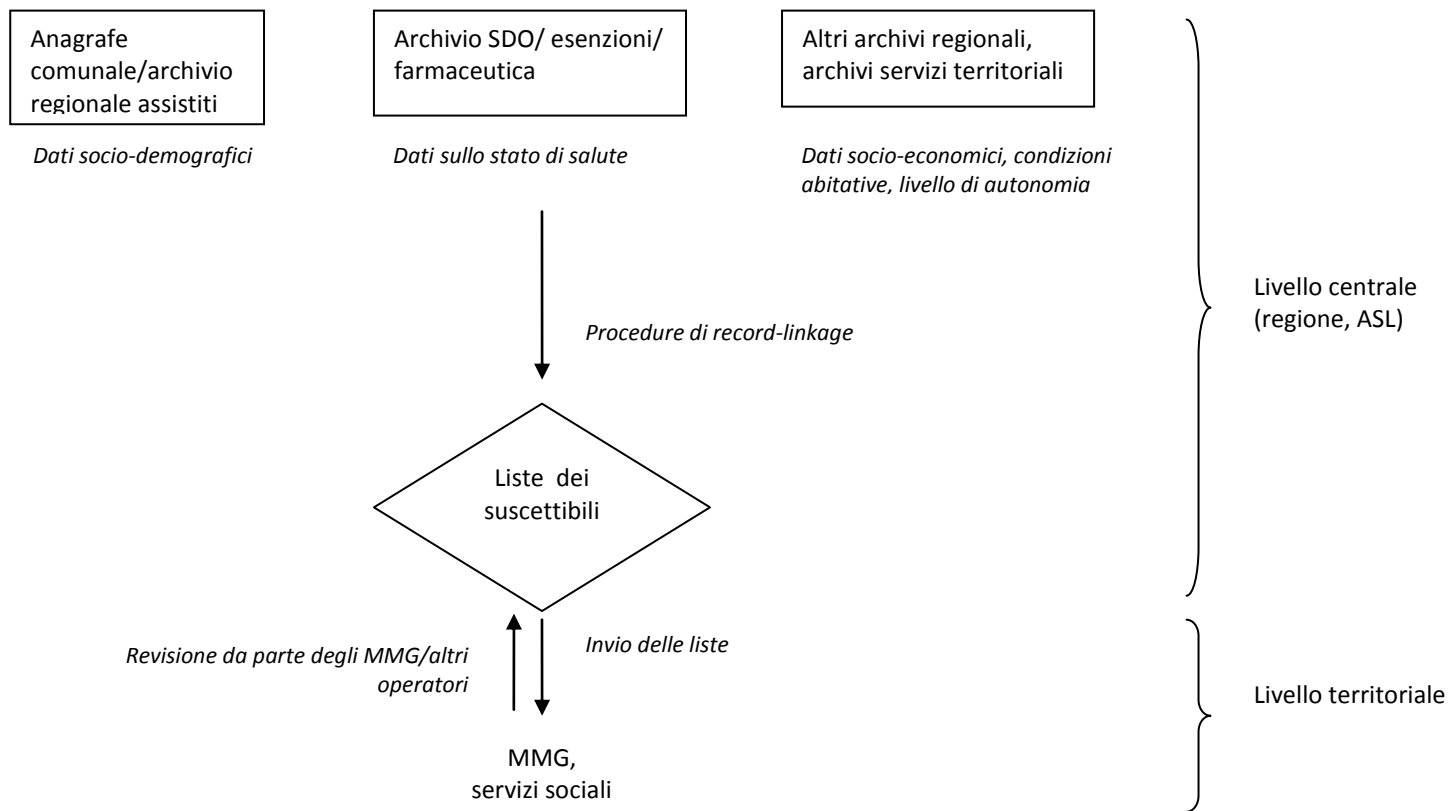 Anagrafe
comunale/archivio
regionale assistiti
Archivio SDO/ esenzioni/
farmaceutica
Altri archivi regionali,
archivi servizi territoriali
Dati socio-demografici
Dati sullo stato di salute
Dati socio-economici, condizioni
abitative, livello di autonomia
Livello centrale
(regione, ASL)
Procedure di record-linkage
Liste dei
suscettibili
Revisione da parte degli MMG/altri
operatori
Invio delle liste
Livello territoriale
MMG,
servizi sociali